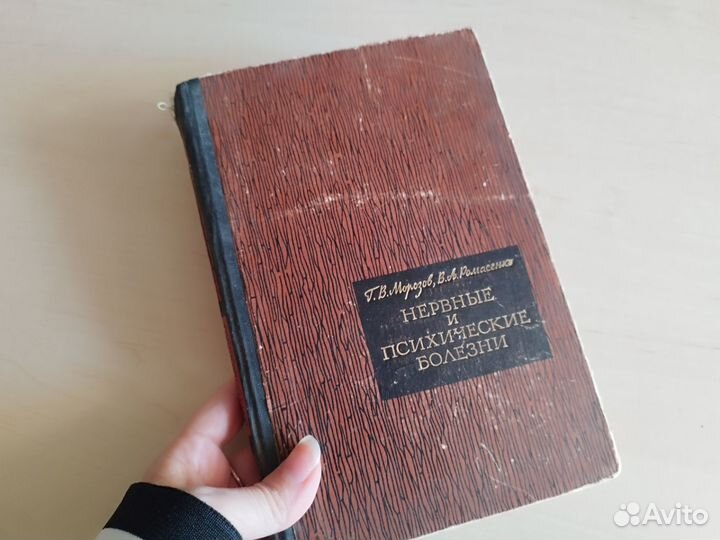 Г. В. Морозов, В. А. Ромасенко
НЕРВНЫЕ
И
ПСИХИЧЕСКИЕ
БОЛЕЗНИ
Avito